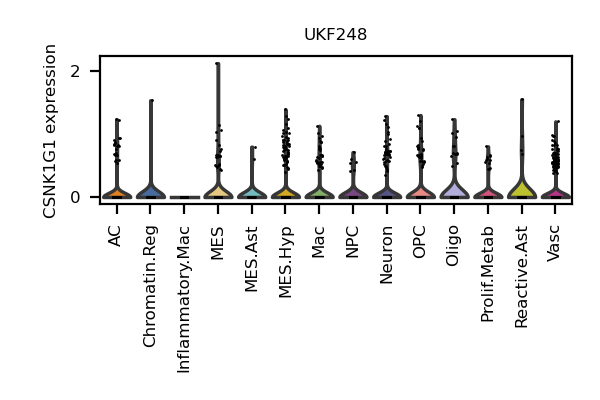 UKF248
CSNK1G1 expression
2
0
AC
Chromatin.Reg
Inflammatory.Mac
MES
MES.Ast
MES.Hyp
Mac
NPC
Neuron
OPC
Oligo
Prolif.Metab
Reactive.Ast
Vasc